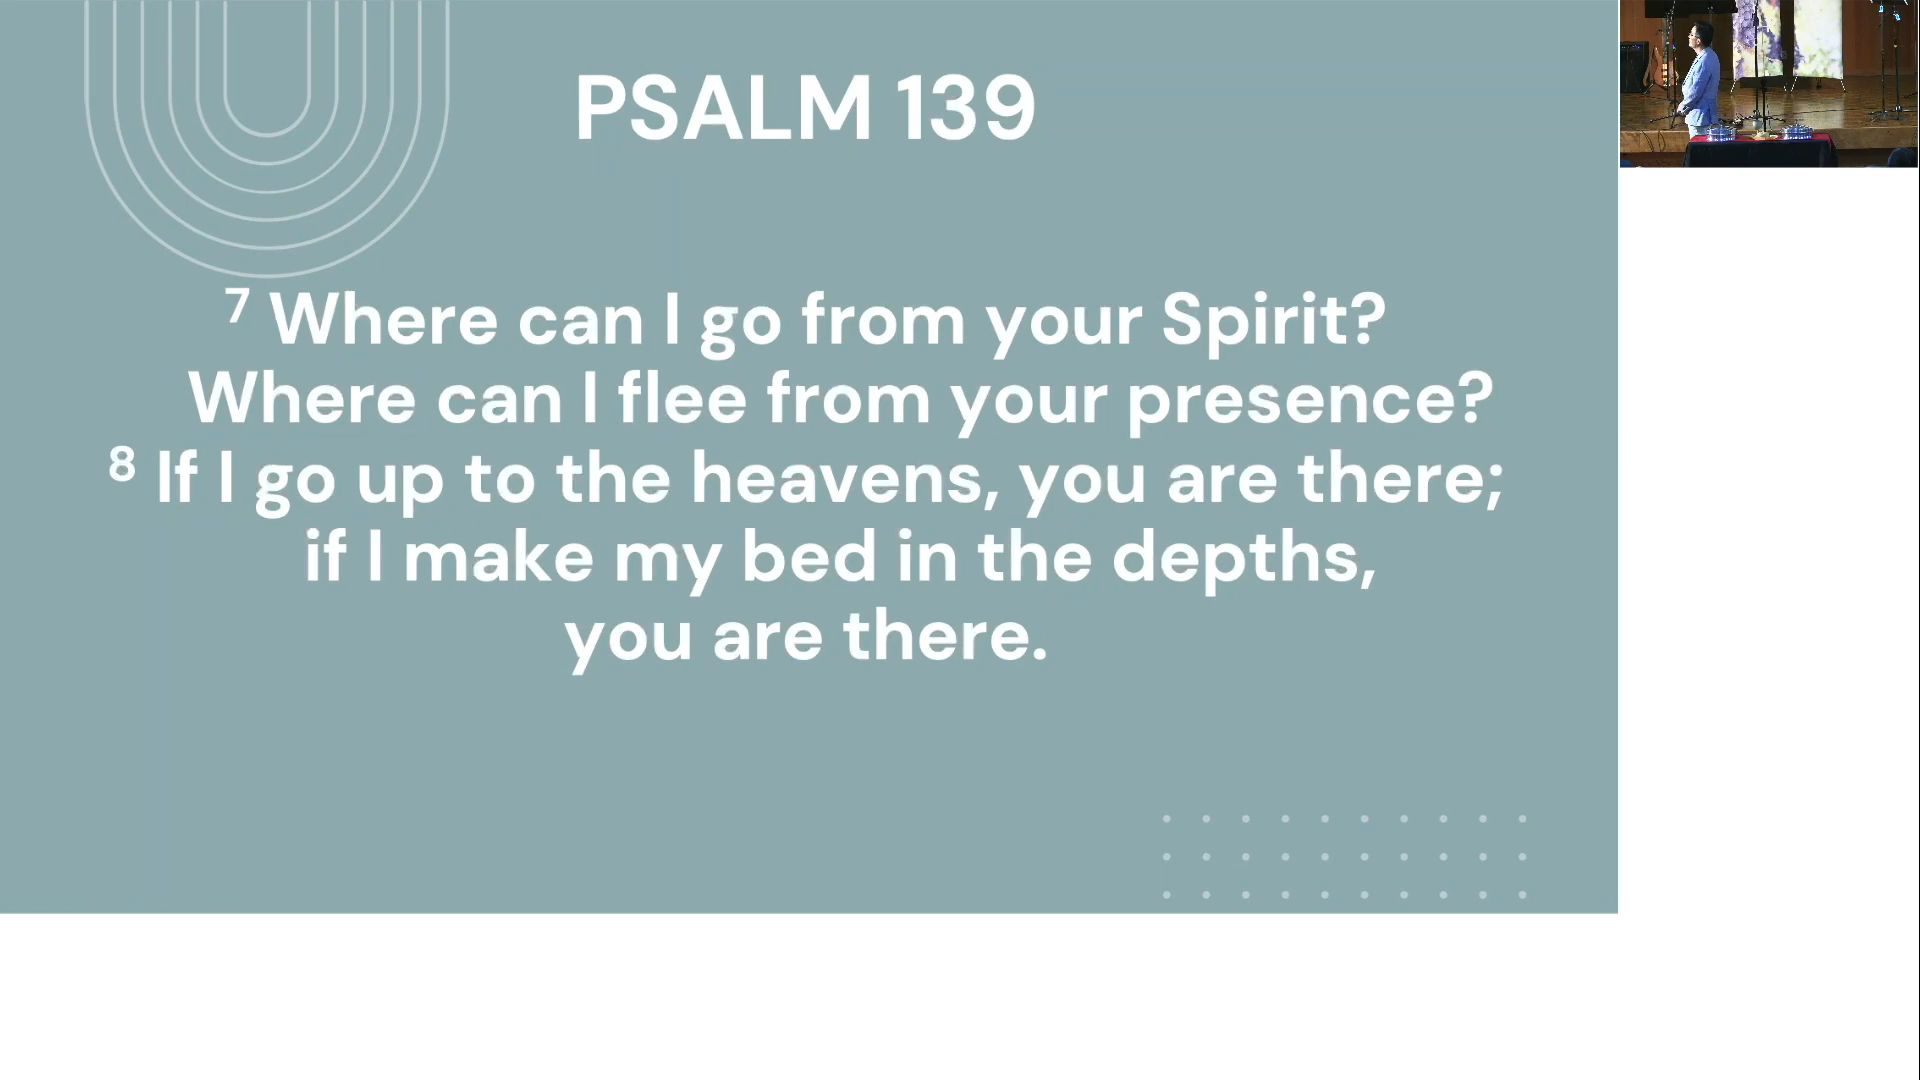 PSALM 139
7 Where can I go from your Spirit?
Where can I flee from your presence?
8 If I go up to the heavens, you are there;
if I make my bed in the depths,
you are there.